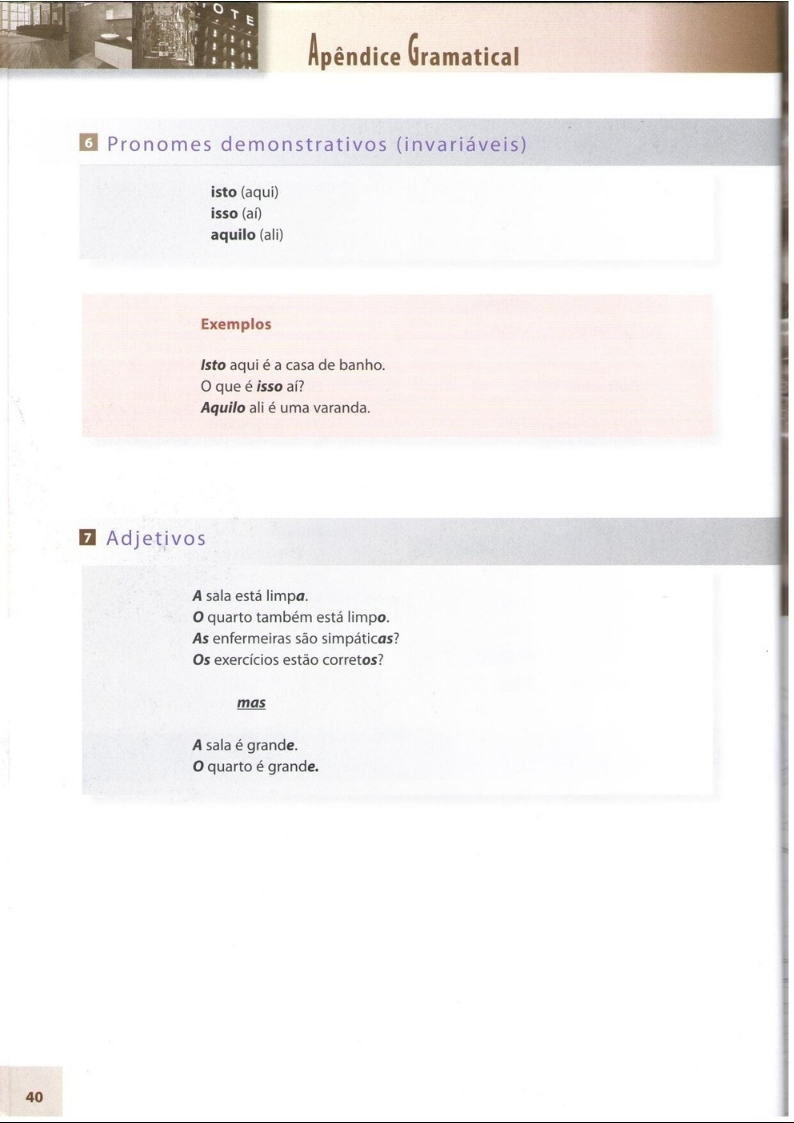 OTE
Apêndice Gramatical
6 Pronomes demonstrativos (invariáveis)
isto (aqui)
isso (aí)
aquilo (ali)
Exemplos
Isto aqui é a casa de banho.
O que é isso aí?
Aquilo ali é uma varanda.
7 Adjetivos
A sala está limpa.
O quarto também está limpo.
As enfermeiras são simpáticas?
Os exercícios estão corretos?
mas
A sala é grande.
O quarto é grande.
40